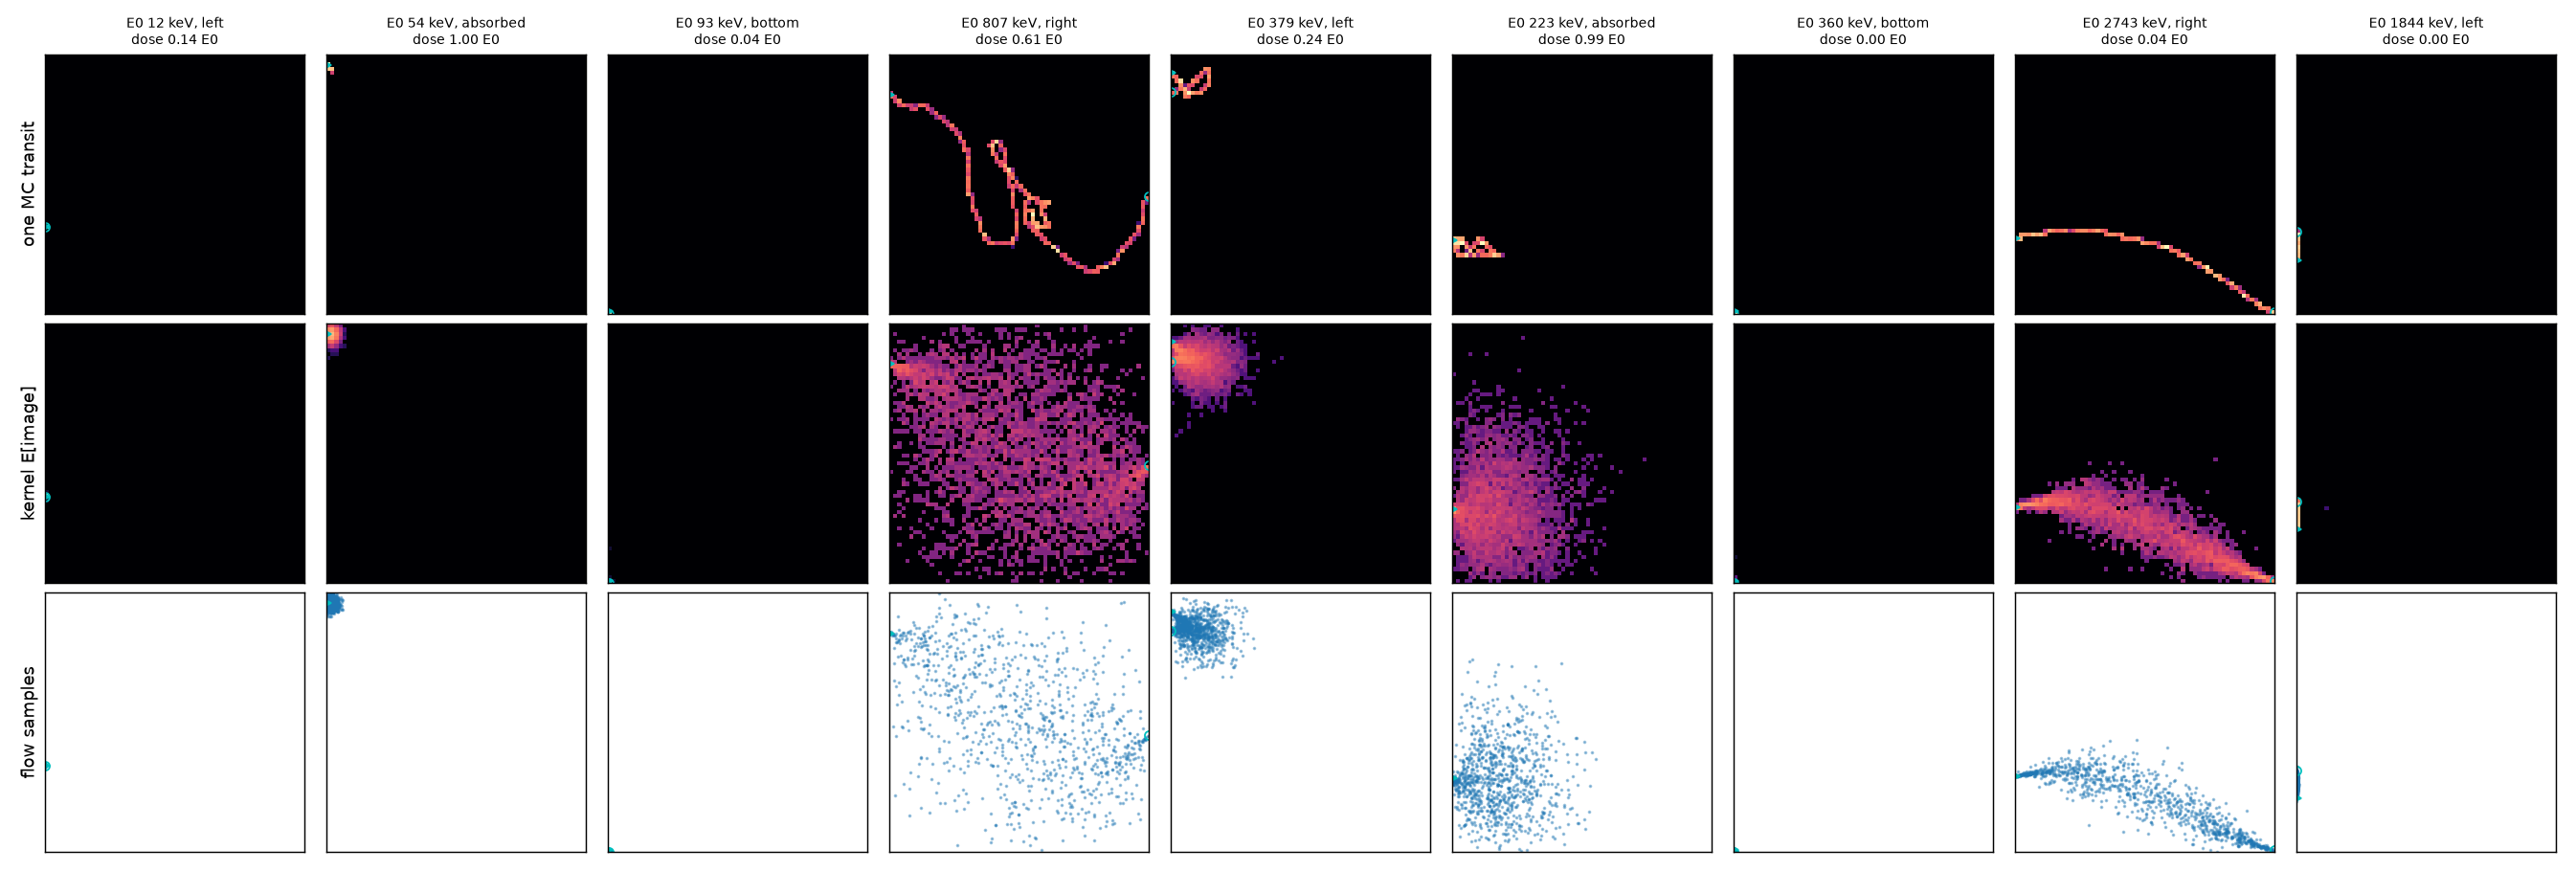 E0 12 keV, left
dose 0.14 E0
E0 54 keV, absorbed
dose 1.00 E0
E0 93 keV, bottom
dose 0.04 E0
E0 807 keV, right
dose 0.61 E0
E0 379 keV, left
dose 0.24 E0
E0 223 keV, absorbed
dose 0.99 E0
E0 360 keV, bottom
dose 0.00 E0
E0 2743 keV, right
dose 0.04 E0
E0 1844 keV, left
dose 0.00 E0
one MC transit
kernel E[image]
flow samples